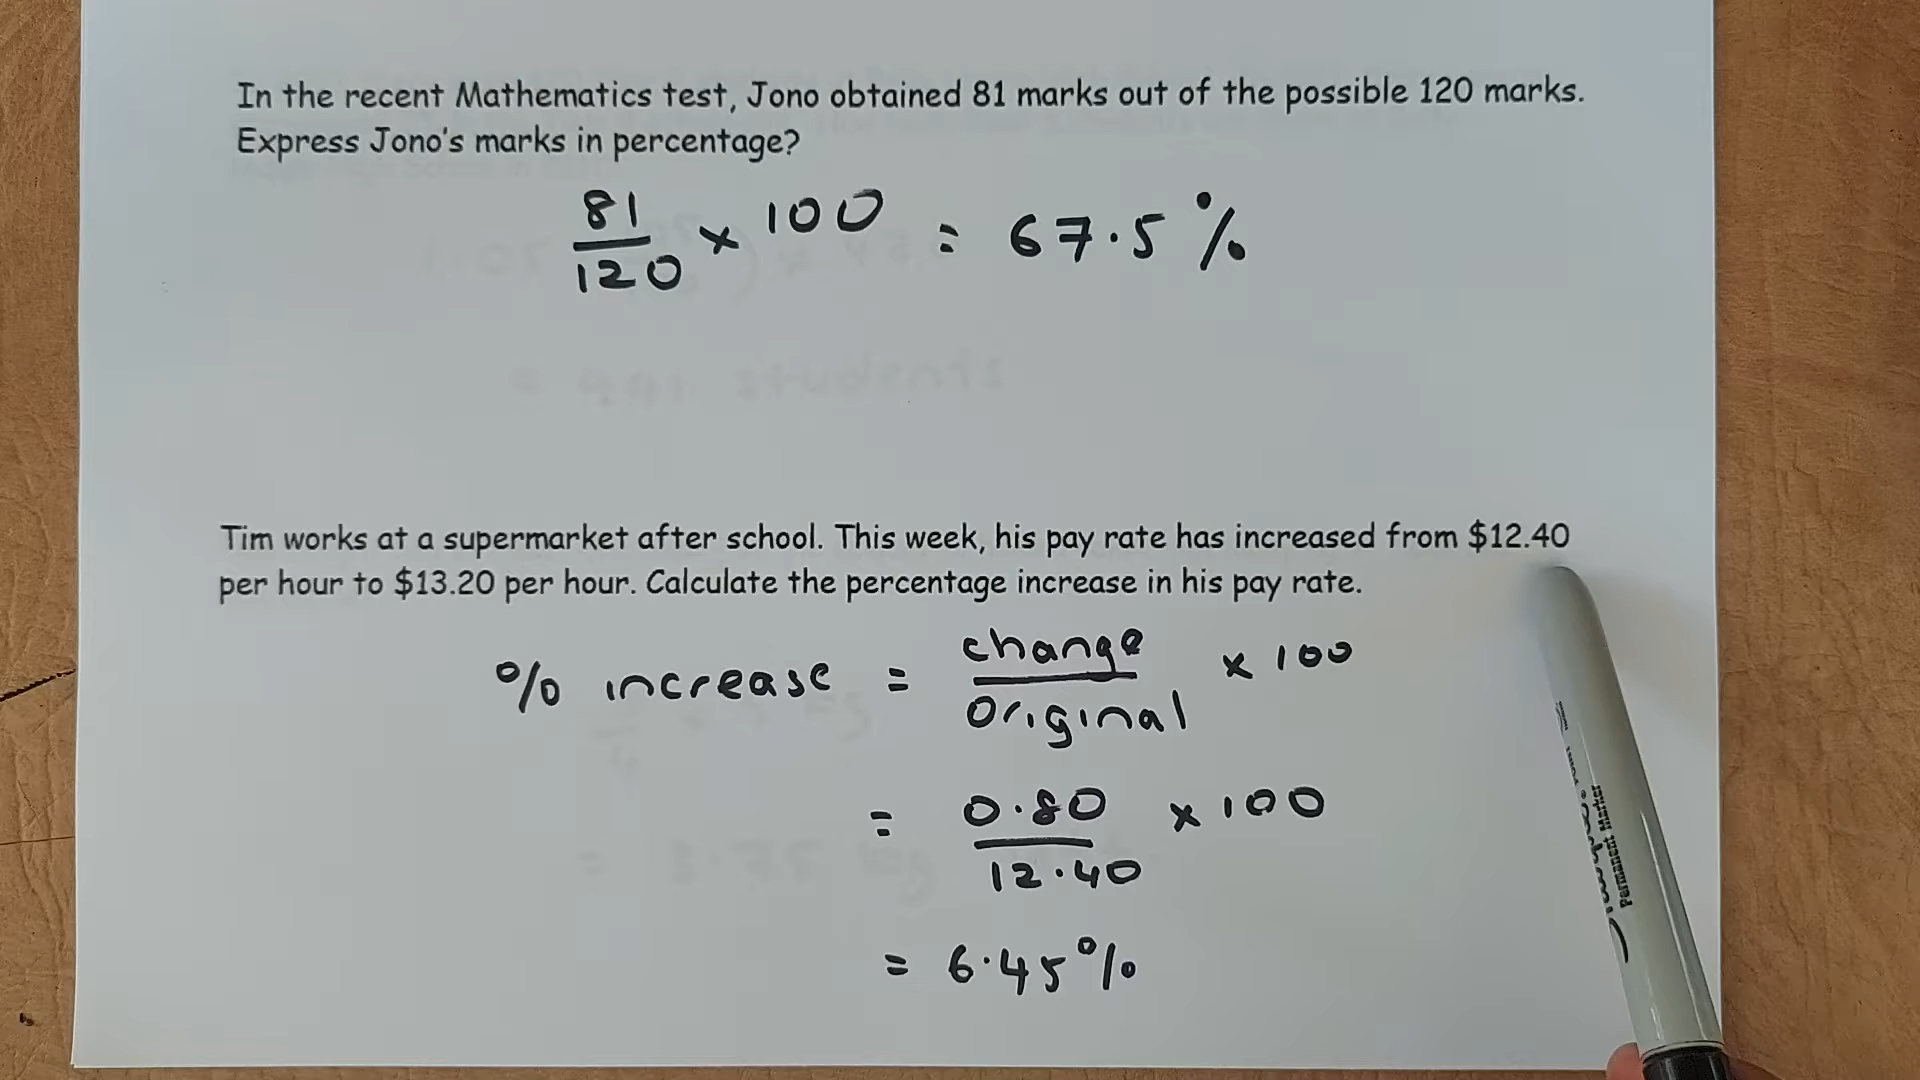 In the recent Mathematics test, Jono obtained 81 marks out of the possible 120 marks.
Express Jono's marks in percentage?
81/120 × 100 = 67.5 %
Tim works at a supermarket after school. This week, his pay rate has increased from $12.40
per hour to $13.20 per hour. Calculate the percentage increase in his pay rate.
% increase = change/original × 100
= 0.80/12.40 × 100
= 6.45%
Permanent Marker